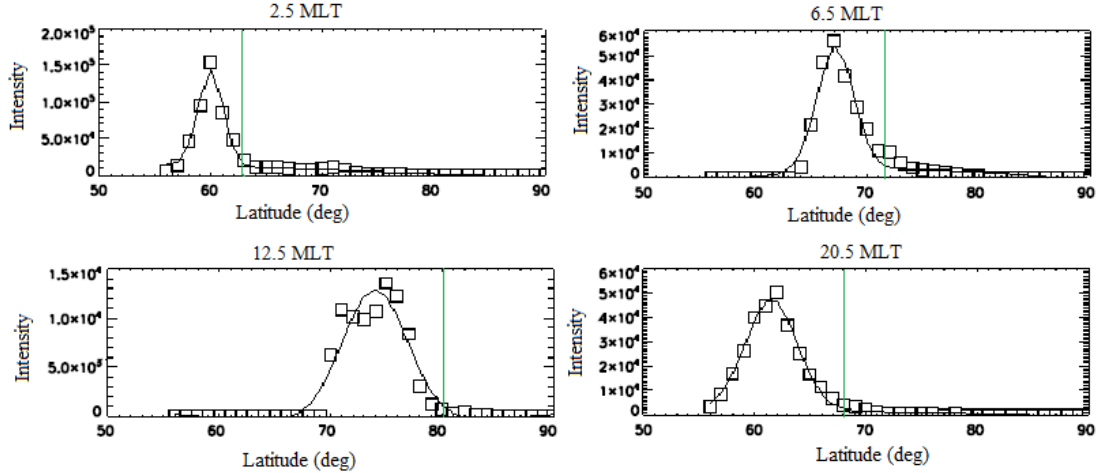 2.5 MLT
2.0×10⁵
1.5×10⁵
1.0×10⁵
5.0×10⁴
0
50 60 70 80 90
Intensity
Latitude (deg)
6.5 MLT
6×10⁴
5×10⁴
4×10⁴
3×10⁴
2×10⁴
1×10⁴
0
50 60 70 80 90
Intensity
Latitude (deg)
12.5 MLT
1.5×10⁴
1.0×10⁴
5.0×10³
0
50 60 70 80 90
Intensity
Latitude (deg)
20.5 MLT
6×10⁴
5×10⁴
4×10⁴
3×10⁴
2×10⁴
1×10⁴
0
50 60 70 80 90
Intensity
Latitude (deg)